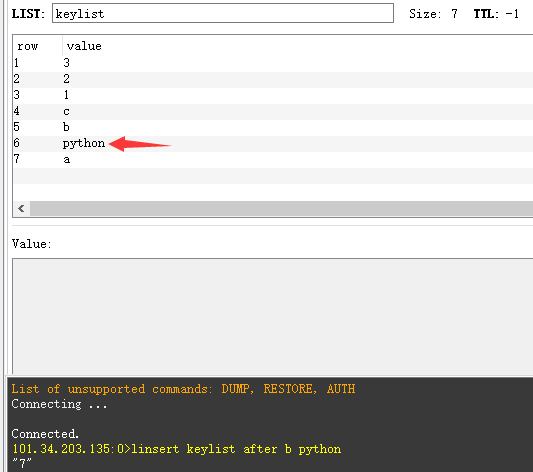 LIST: keylist Size: 7 TTL: -1
row value
1 3
2 2
3 1
4 c
5 b
6 python
7 a
Value:
List of unsupported commands: DUMP, RESTORE, AUTH
Connecting ...
Connected.
101.34.203.135:0>linsert keylist after b python
"7"